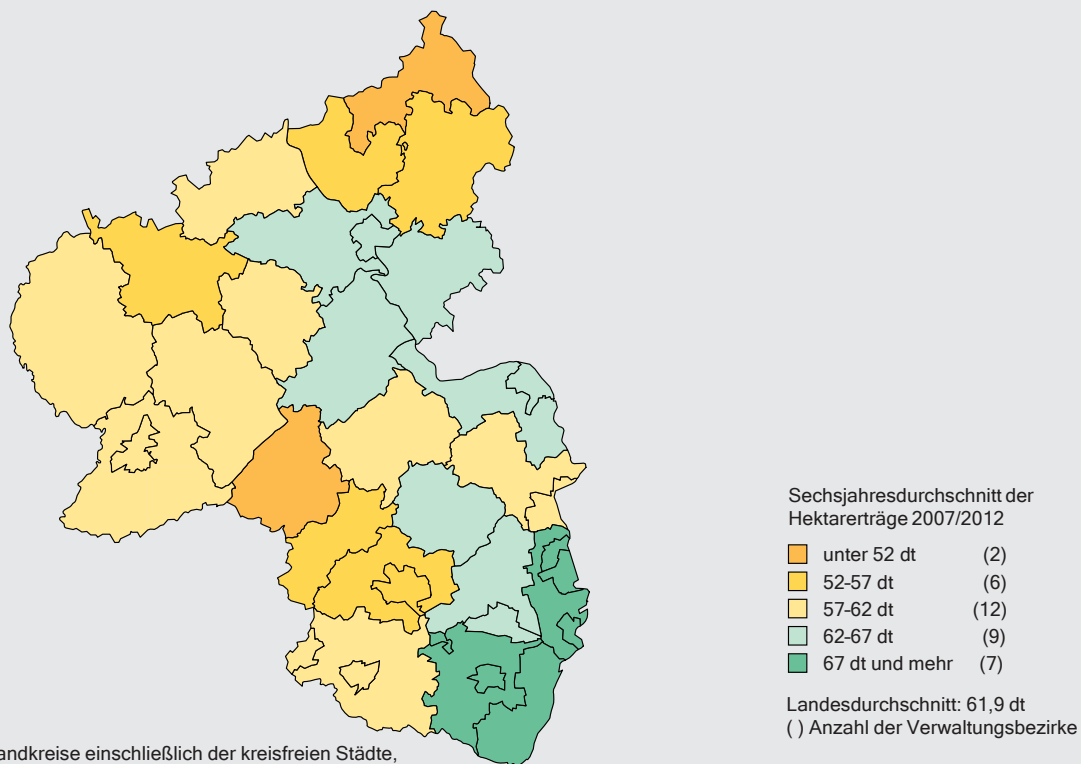 Sechsjahresdurchschnitt der
Hektarerträge 2007/2012
unter 52 dt (2)
52-57 dt (6)
57-62 dt (12)
62-67 dt (9)
67 dt und mehr (7)
Landesdurchschnitt: 61,9 dt
( ) Anzahl der Verwaltungsbezirke
andkreise einschließlich der kreisfreien Städte,